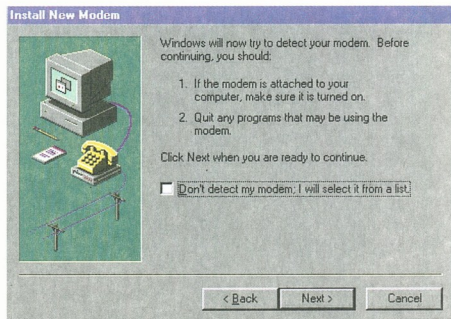 Install New Modem
Windows will now try to detect your modem. Before
continuing, you should:
1. If the modem is attached to your
computer, make sure it is turned on.
2. Quit any programs that may be using the
modem.
Click Next when you are ready to continue.
Don't detect my modem; I will select it from a list.
< Back
Next >
Cancel